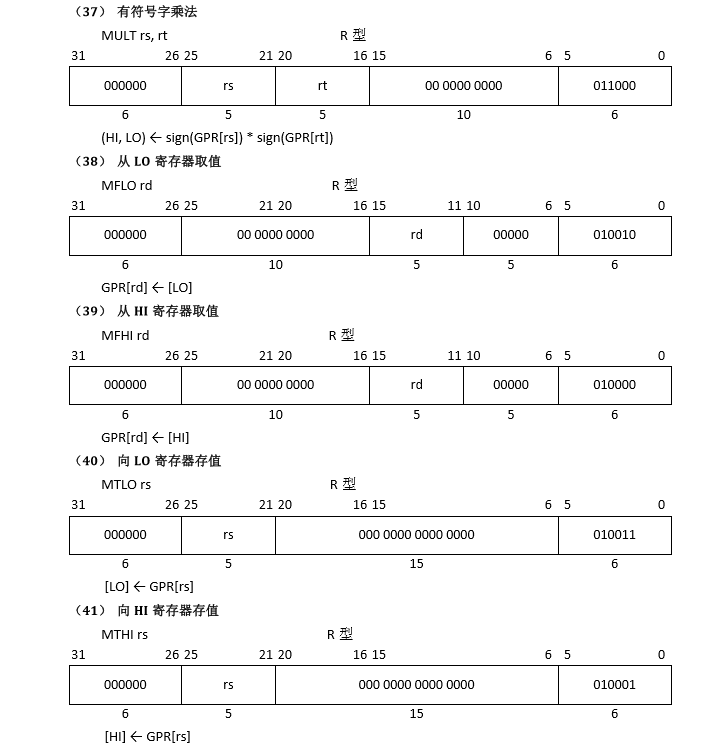 （37） 有符号字乘法
MULT rs, rt R 型
31 26 25 21 20 16 15 6 5 0
000000 rs rt 00 0000 0000 011000
6 5 5 10 6
(HI, LO) ← sign(GPR[rs]) * sign(GPR[rt])
（38） 从 LO 寄存器取值
MFLO rd R 型
31 26 25 21 20 16 15 11 10 6 5 0
000000 00 0000 0000 rd 00000 010010
6 10 5 5 6
GPR[rd] ← [LO]
（39） 从 HI 寄存器取值
MFHI rd R 型
31 26 25 21 20 16 15 11 10 6 5 0
000000 00 0000 0000 rd 00000 010000
6 10 5 5 6
GPR[rd] ← [HI]
（40） 向 LO 寄存器存值
MTLO rs R 型
31 26 25 21 20 16 15 6 5 0
000000 rs 000 0000 0000 0000 010011
6 5 15 6
[LO] ← GPR[rs]
（41） 向 HI 寄存器存值
MTHI rs R 型
31 26 25 21 20 16 15 6 5 0
000000 rs 000 0000 0000 0000 010001
6 5 15 6
[HI] ← GPR[rs]